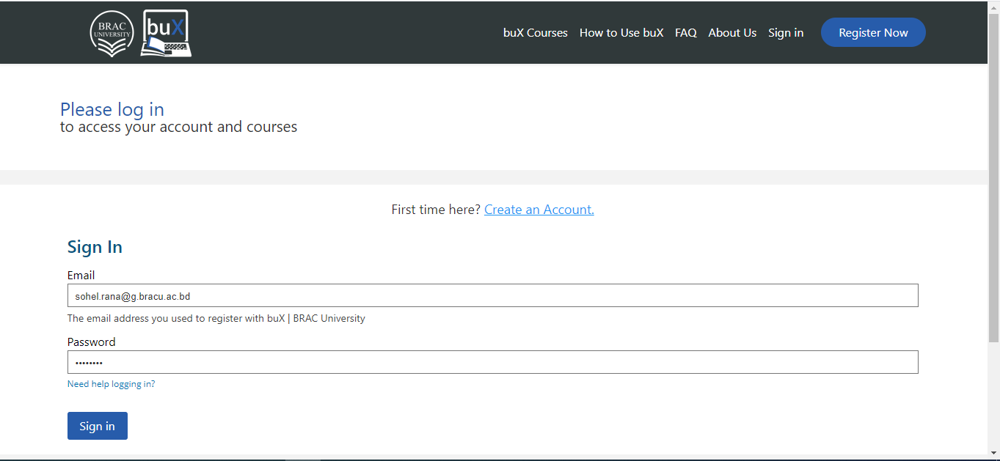 BRAC
UNIVERSITY
buX
buX Courses How to Use buX FAQ About Us Sign in Register Now
Please log in
to access your account and courses
First time here? Create an Account.
Sign In
Email
sohel.rana@g.bracu.ac.bd
The email address you used to register with buX | BRAC University
Password
••••••••
Need help logging in?
Sign in